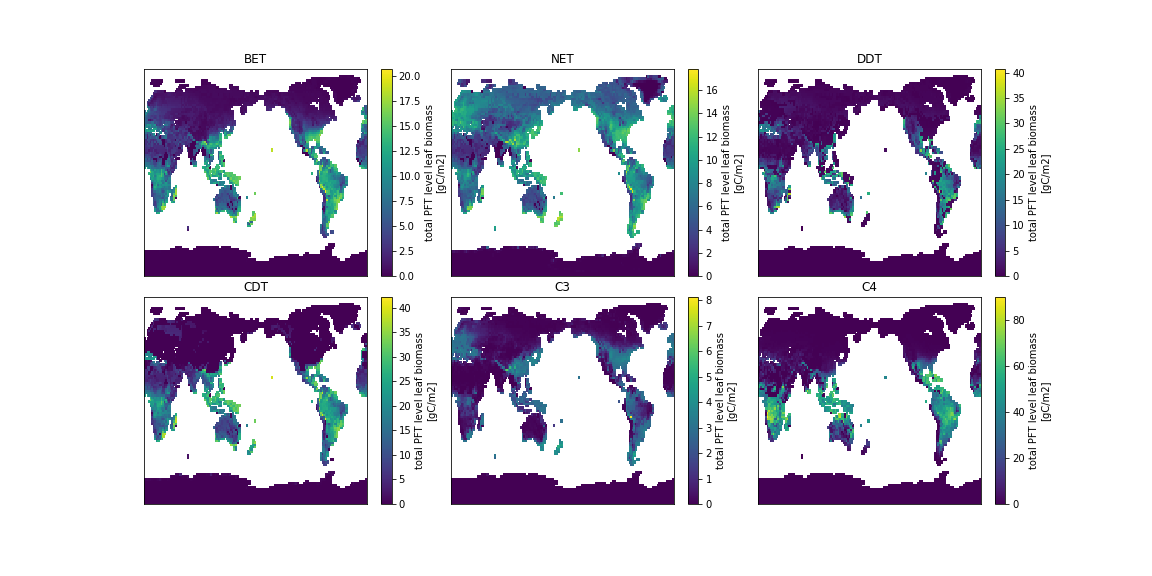 BET
20.0
17.5
15.0
12.5
10.0
7.5
5.0
2.5
0.0
total PFT level leaf biomass
[gC/m2]
NET
16
14
12
10
8
6
4
2
0
total PFT level leaf biomass
[gC/m2]
DDT
40
35
30
25
20
15
10
5
0
total PFT level leaf biomass
[gC/m2]
CDT
40
35
30
25
20
15
10
5
0
total PFT level leaf biomass
[gC/m2]
C3
8
7
6
5
4
3
2
1
0
total PFT level leaf biomass
[gC/m2]
C4
80
60
40
20
0
total PFT level leaf biomass
[gC/m2]